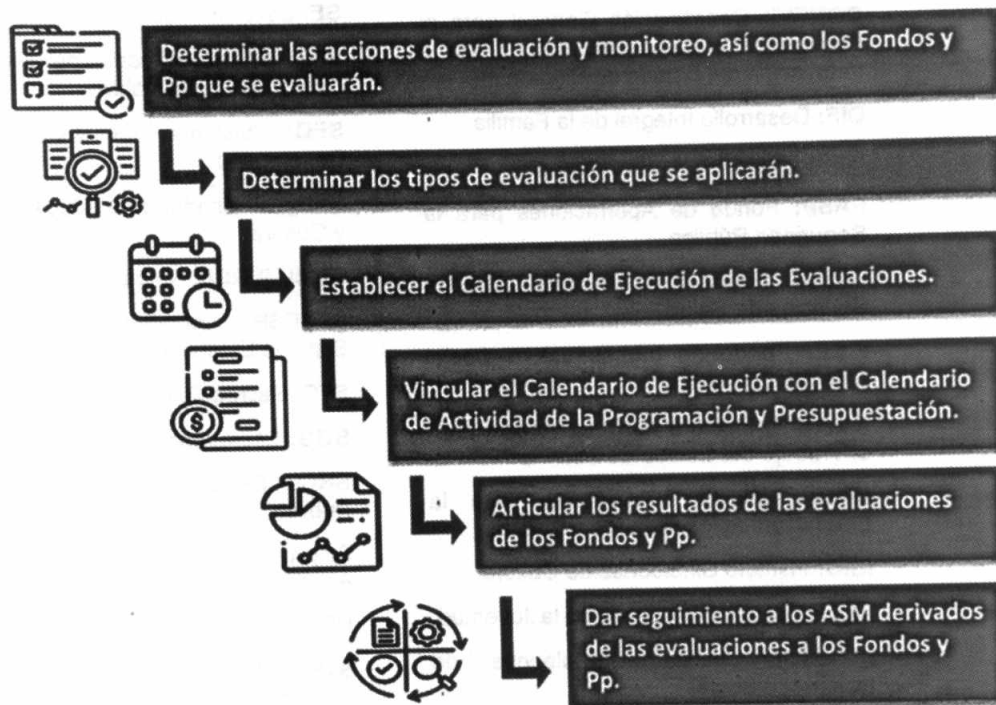 Determinar las acciones de evaluación y monitoreo, así como los Fondos y
Pp que se evaluarán.
Determinar los tipos de evaluación que se aplicarán.
Establecer el Calendario de Ejecución de las Evaluaciones.
Vincular el Calendario de Ejecución con el Calendario
de Actividad de la Programación y Presupuestación.
$
Articular los resultados de las evaluaciones
de los Fondos y Pp.
Dar seguimiento a los ASM derivados
de las evaluaciones a los Fondos y
Pp.